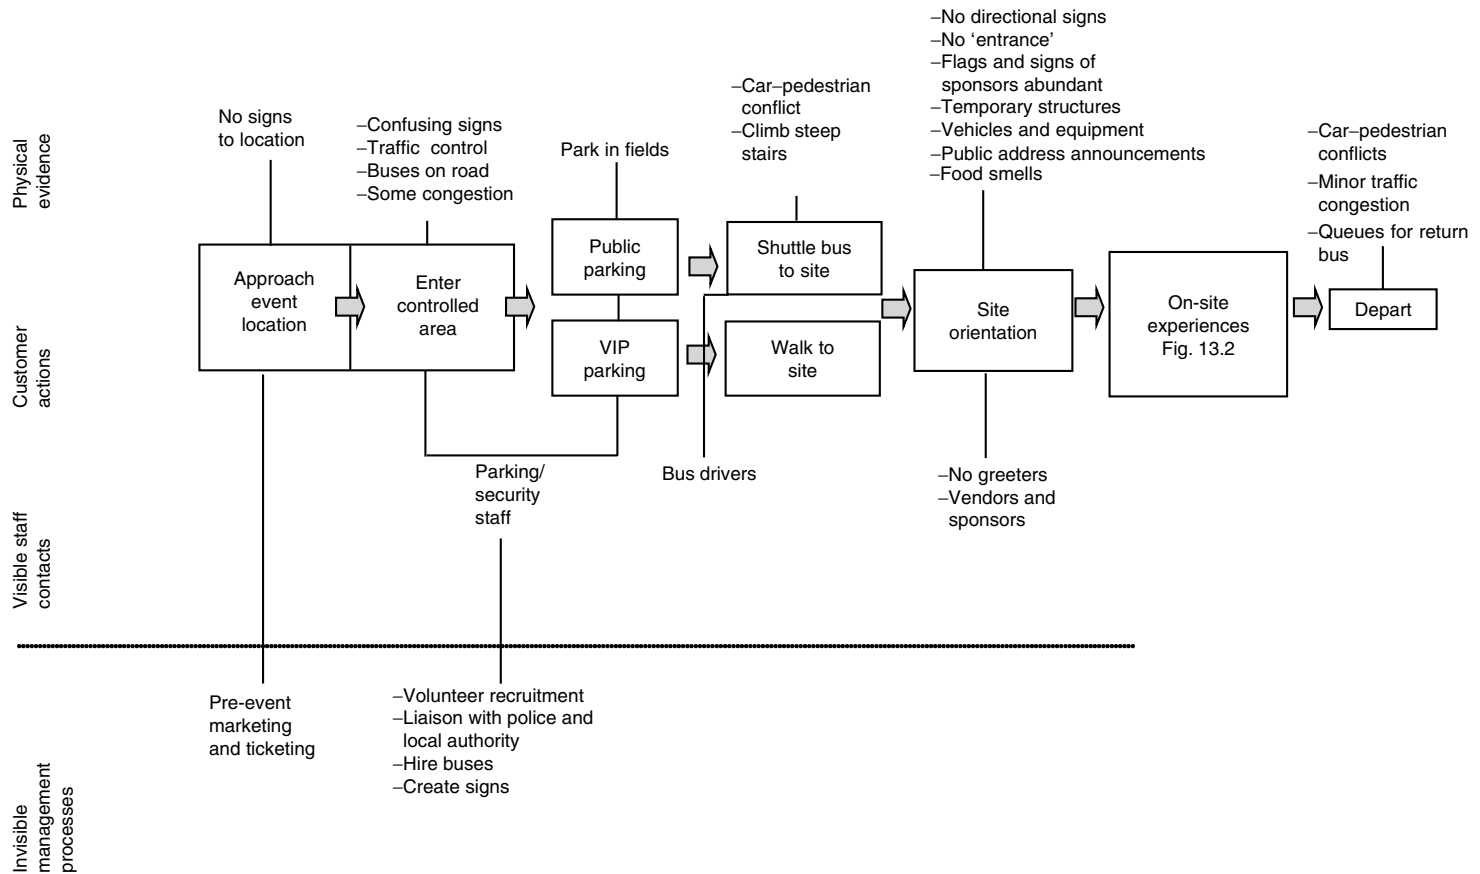 Physical
evidence
No signs
to location
–Confusing signs
–Traffic control
–Buses on road
–Some congestion
Park in fields
–Car–pedestrian
conflict
–Climb steep
stairs
–No directional signs
–No ‘entrance’
–Flags and signs of
sponsors abundant
–Temporary structures
–Vehicles and equipment
–Public address announcements
–Food smells
–Car–pedestrian
conflicts
–Minor traffic
congestion
–Queues for return
bus
Customer
actions
Approach
event
location
Enter
controlled
area
Public
parking
VIP
parking
Shuttle bus
to site
Walk to
site
Site
orientation
On-site
experiences
Fig. 13.2
Depart
Visible staff
contacts
Parking/
security
staff
Bus drivers
–No greeters
–Vendors and
sponsors
Invisible
management
processes
Pre-event
marketing
and ticketing
–Volunteer recruitment
–Liaison with police and
local authority
–Hire buses
–Create signs